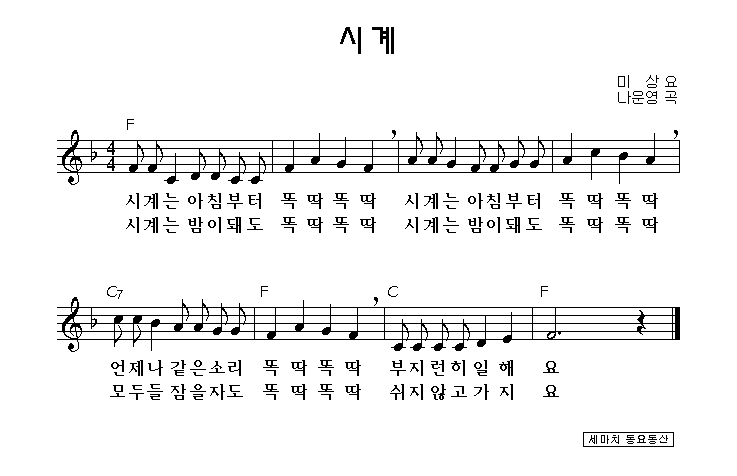 시계
미 상 요
나운영 곡
F
4
4
시계는 아침부터 똑 딱 똑 딱 시계는 아침부터 똑 딱 똑 딱
시계는 밤이돼도 똑 딱 똑 딱 시계는 밤이돼도 똑 딱 똑 딱
C7 F C F
언제나 같은소리 똑 딱 똑 딱 부지런히 일 해 요
모두들 잠을자도 똑 딱 똑 딱 쉬지않고 가 지 요
세마치 동요동산